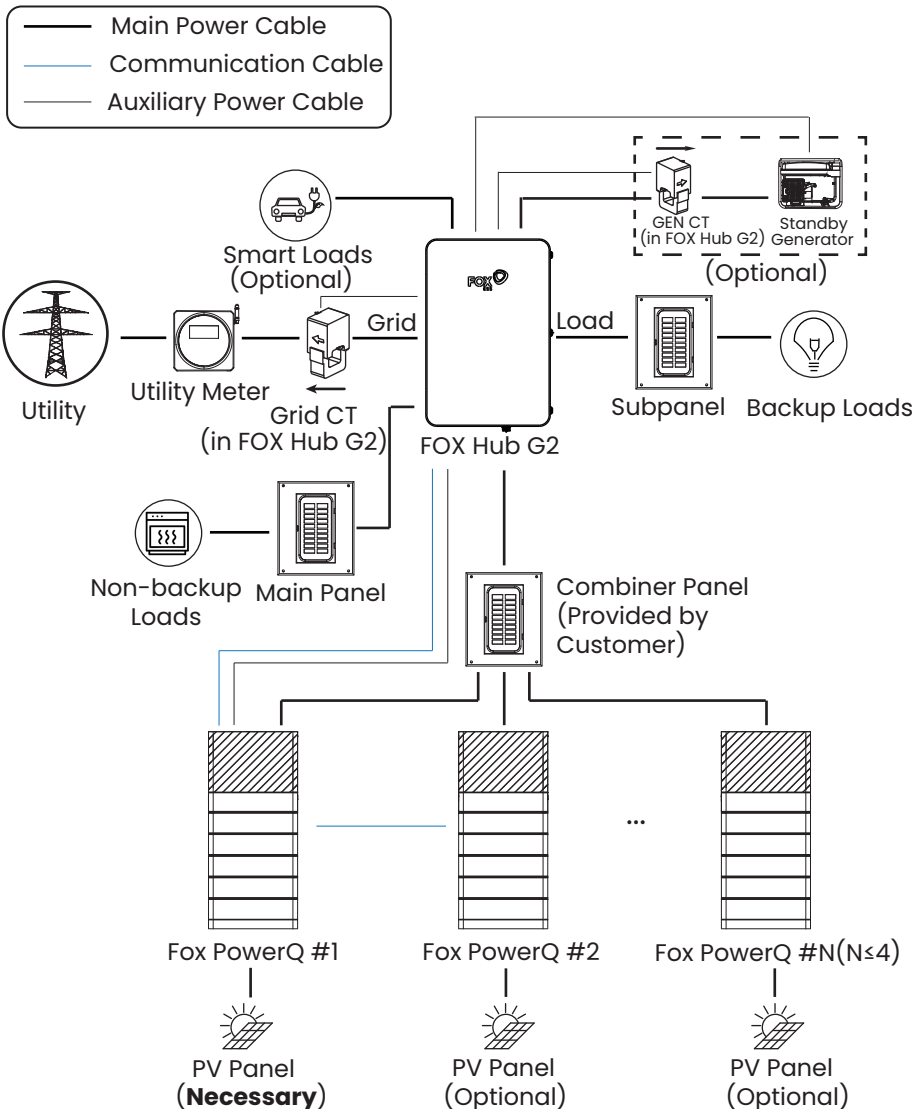 Main Power Cable
Communication Cable
Auxiliary Power Cable
GEN CT
(in FOX Hub G2)
Standby
Generator
(Optional)
Smart Loads
(Optional)
FOX
Grid
Load
Utility
Utility Meter
Grid CT
(in FOX Hub G2)
FOX Hub G2
Subpanel
Backup Loads
Non-backup
Loads
Main Panel
Combiner Panel
(Provided by
Customer)
...
Fox PowerQ #1
Fox PowerQ #2
Fox PowerQ #N(N≤4)
PV Panel
(Necessary)
PV Panel
(Optional)
PV Panel
(Optional)